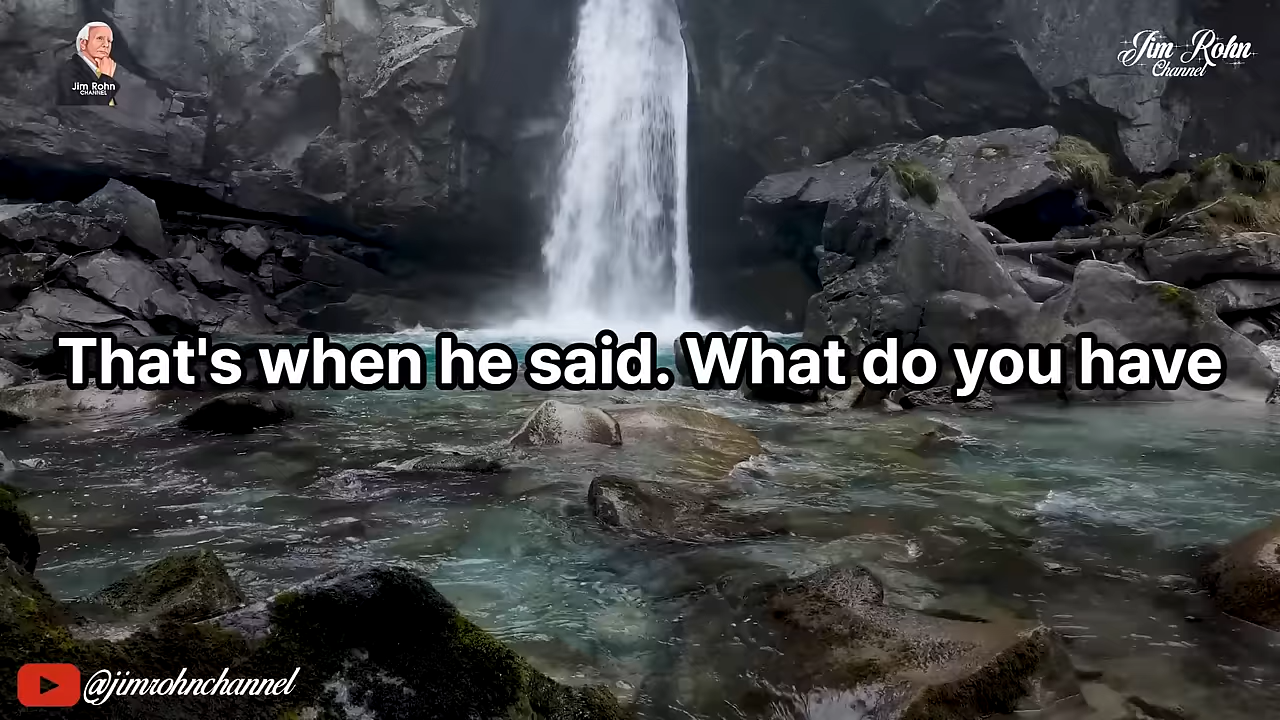 Jim Rohn
CHANNEL
Jim Rohn
Channel
That's when he said. What do you have
@jimrohnchannel